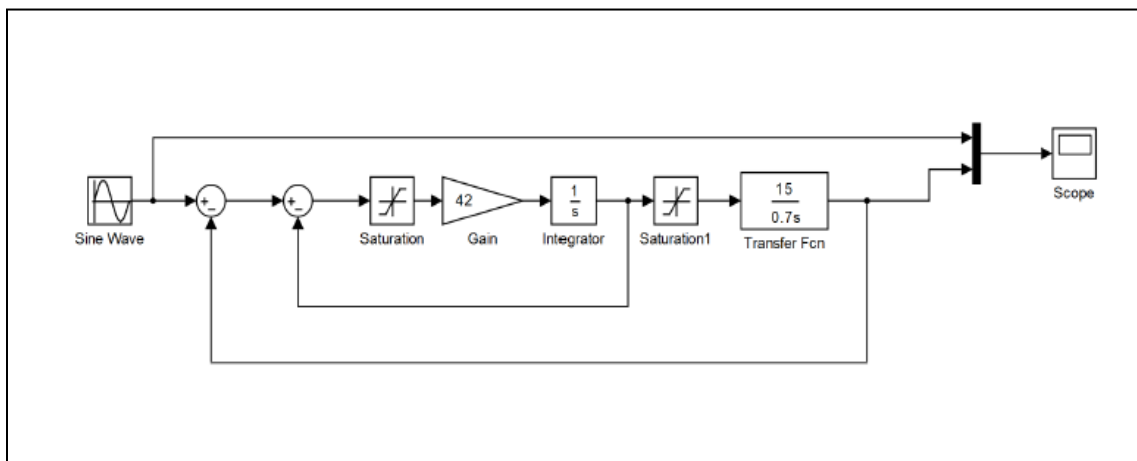 Sine Wave
+
−
+
−
Saturation
42
Gain
1
s
Integrator
Saturation1
15
0.7s
Transfer Fcn
Scope